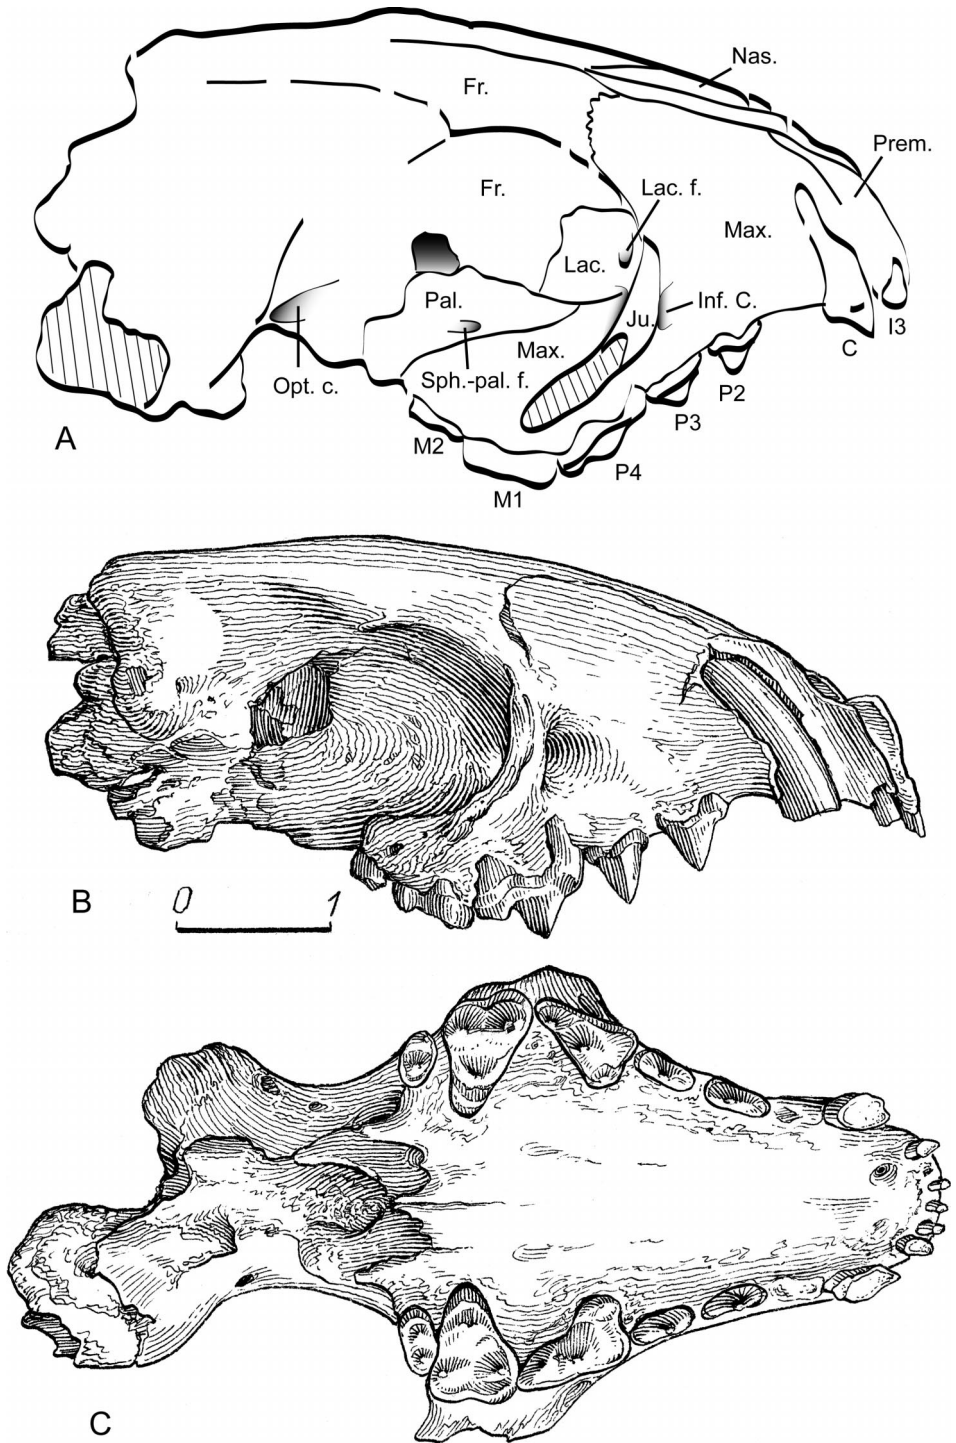 Nas.
Fr.
Prem.
Fr.
Lac. f.
Max.
Lac.
Pal.
Inf. C.
Ju.
I3
Max.
C
Opt. c.
Sph.-pal. f.
P2
P3
A
M2
P4
M1
B
0 1
C